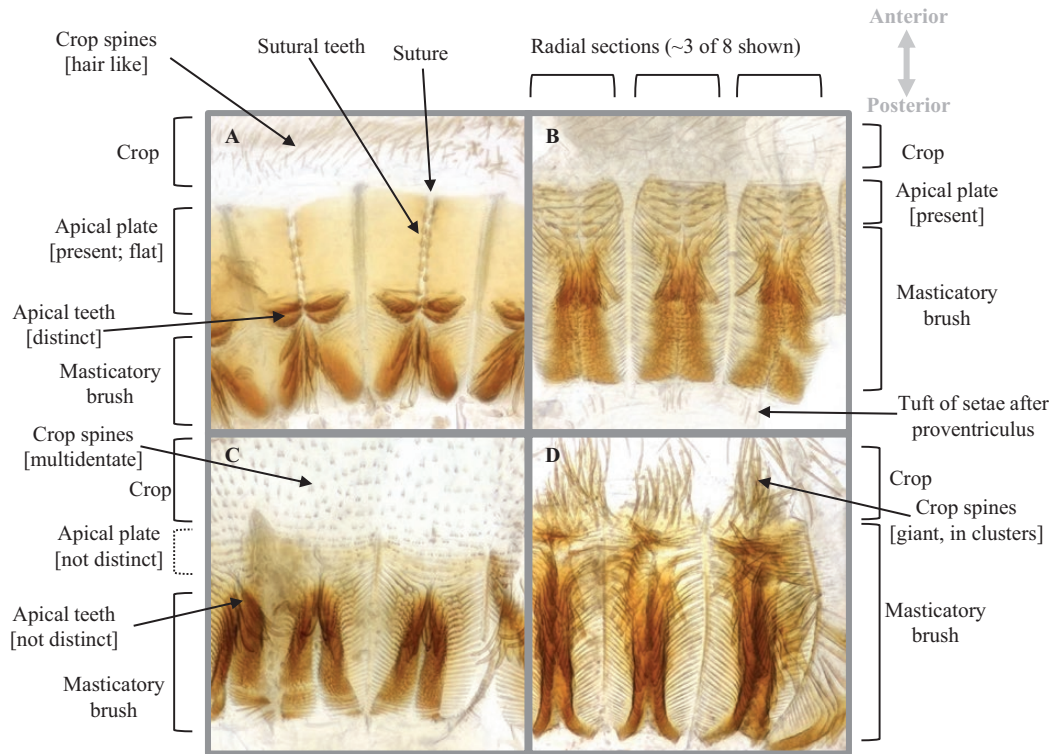 Crop spines
[hair like]
Sutural teeth
Suture
Radial sections (~3 of 8 shown)
Anterior
Posterior
A
B
Crop
Apical plate
[present; flat]
Apical teeth
[distinct]
Masticatory
brush
Crop
Apical plate
[present]
Masticatory
brush
Tuft of setae after
proventriculus
C
D
Crop spines
[multidentate]
Crop
Apical plate
[not distinct]
Apical teeth
[not distinct]
Masticatory
brush
Crop
Crop spines
[giant, in clusters]
Masticatory
brush